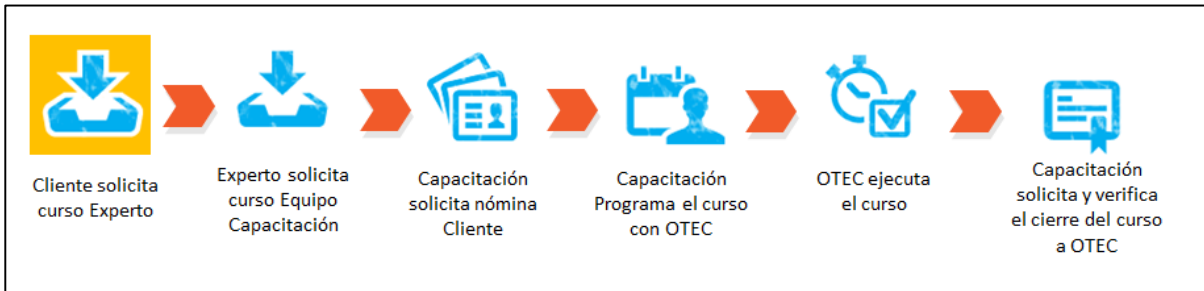 Cliente solicita
curso Experto
Experto solicita
curso Equipo
Capacitación
Capacitación
solicita nómina
Cliente
Capacitación
Programa el curso
con OTEC
OTEC ejecuta
el curso
Capacitación
solicita y verifica
el cierre del curso
a OTEC